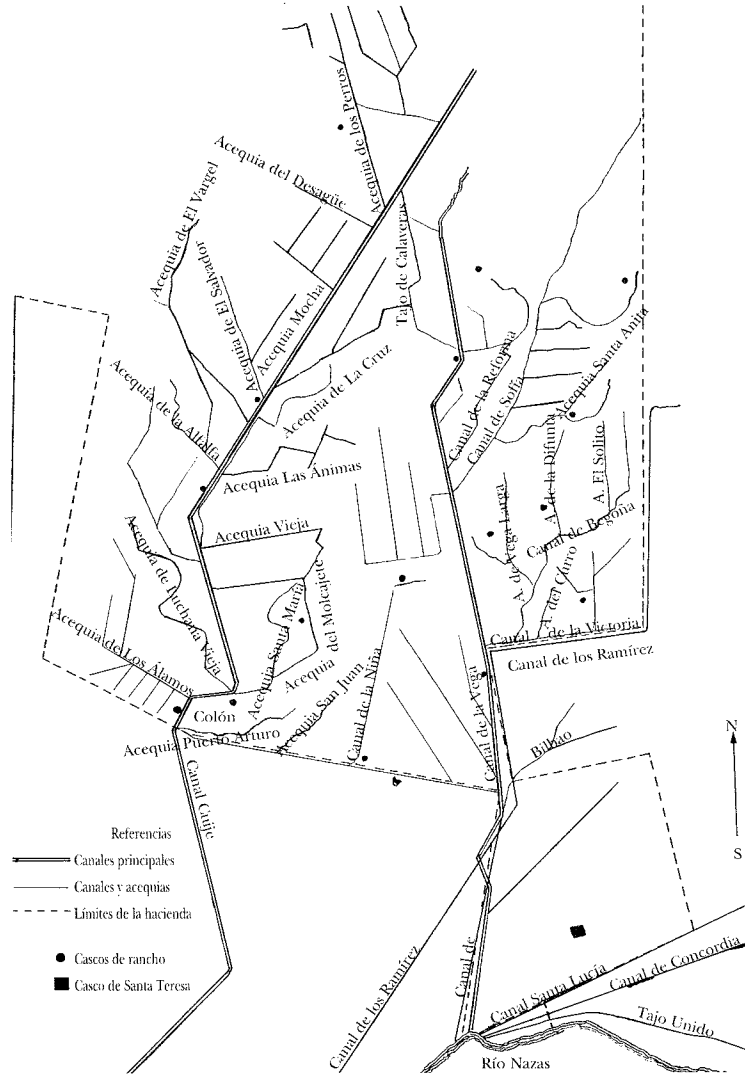 Acequia de los Perros
Acequia del Desagüe
Acequia de El Vargel
Acequia de El Salvador
Acequia Mocha
Tajo de Calaveras
Acequia de la Alfalfa
Acequia de La Cruz
Canal de la Reforma
Canal de Sofía
Acequia Santa Anita
Acequia Las Ánimas
A. de Vega Larga
A. de la Difunta
A. El Solito
Acequia Vieja
Canal de Begoña
Acequia de Luchana Vieja
Acequia Santa María
Acequia del Molcajete
A. del Churro
Acequia de Los Álamos
Canal de la Victoria
Canal de los Ramírez
Colón
Acequia San Juan
Canal de la Niña
Canal de la Vega
Acequia Puerto Arturo
Bilbao
Canal Cuije
N
S
Referencias
Canales principales
Canales y acequias
Límites de la hacienda
Cascos de rancho
Casco de Santa Teresa
Canal de los Ramírez
Canal de
Canal Santa Lucía
Canal de Concordia
Tajo Unido
Río Nazas